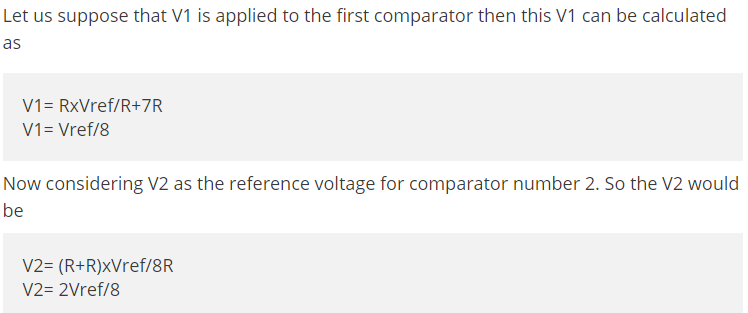 Let us suppose that V1 is applied to the first comparator then this V1 can be calculated
as
V1= RxVref/R+7R
V1= Vref/8
Now considering V2 as the reference voltage for comparator number 2. So the V2 would
be
V2= (R+R)xVref/8R
V2= 2Vref/8